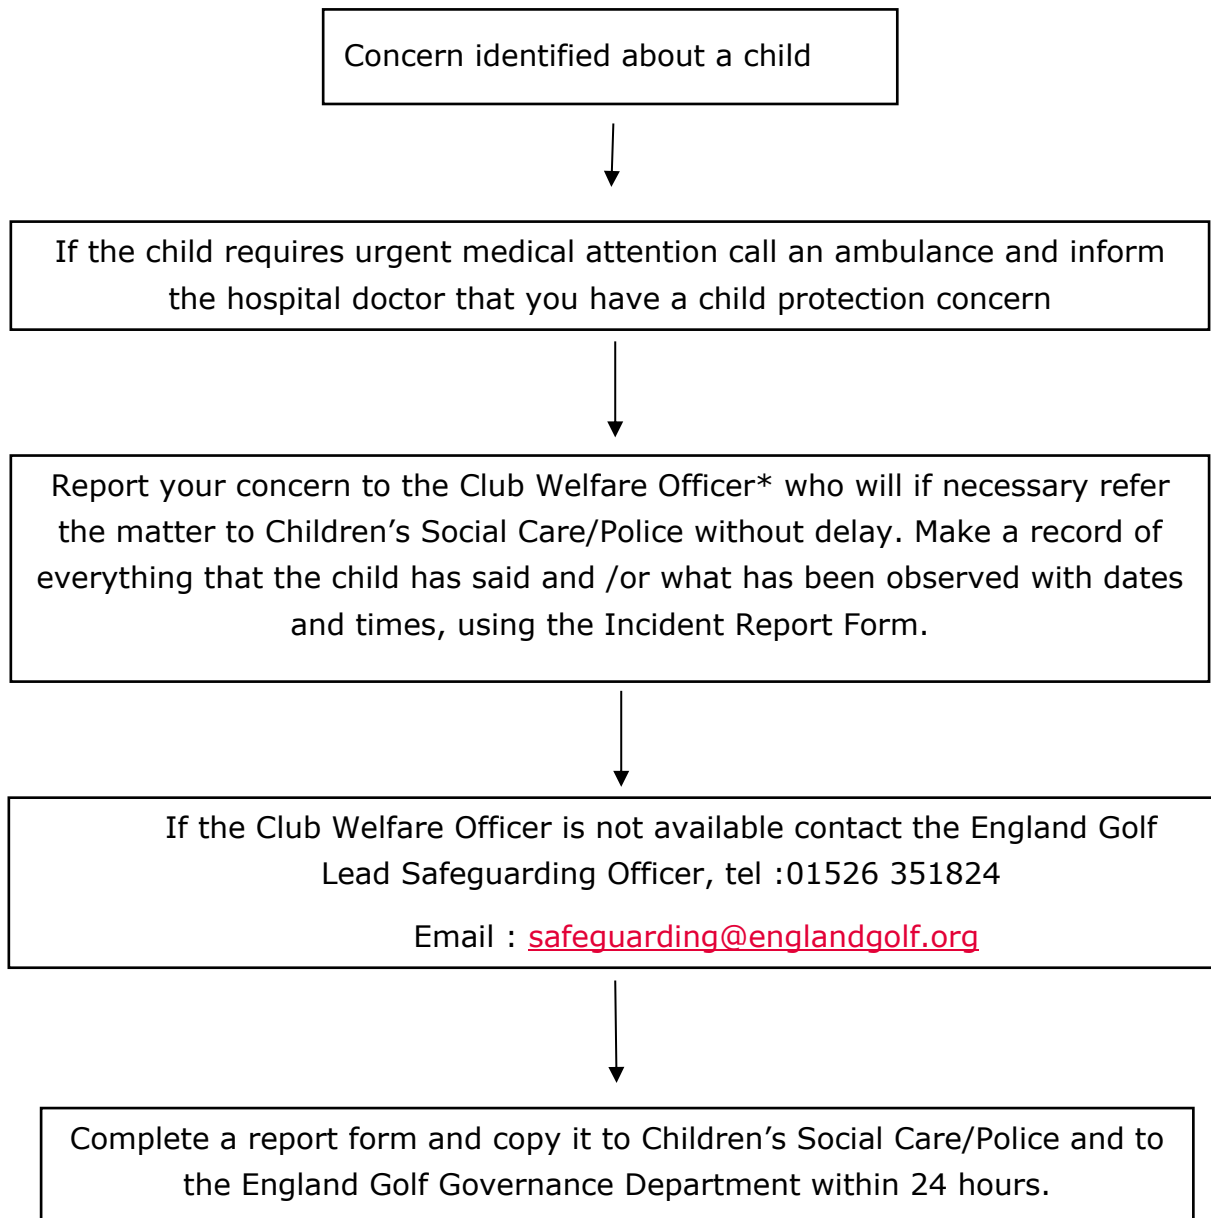 Concern identified about a child
If the child requires urgent medical attention call an ambulance and inform
the hospital doctor that you have a child protection concern
Report your concern to the Club Welfare Officer* who will if necessary refer
the matter to Children’s Social Care/Police without delay. Make a record of
everything that the child has said and /or what has been observed with dates
and times, using the Incident Report Form.
If the Club Welfare Officer is not available contact the England Golf
Lead Safeguarding Officer, tel :01526 351824
Email : safeguarding@englandgolf.org
Complete a report form and copy it to Children’s Social Care/Police and to
the England Golf Governance Department within 24 hours.